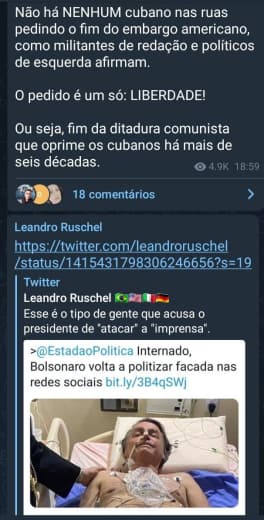 Não há NENHUM cubano nas ruas
pedindo o fim do embargo americano,
como militantes de redação e políticos
de esquerda afirmam.
O pedido é um só: LIBERDADE!
Ou seja, fim da ditadura comunista
que oprime os cubanos há mais de
seis décadas.
4.9K 18:59
18 comentários
Leandro Ruschel
https://twitter.com/leandroruschel
/status/1415431798306246656?s=19
Twitter
Leandro Ruschel 🇧🇷🇺🇸🇮🇹🇩🇪
Esse é o tipo de gente que acusa o
presidente de "atacar" a "imprensa".
>@EstadaoPolitica Internado,
Bolsonaro volta a politizar facada nas
redes sociais bit.ly/3B4qSWj